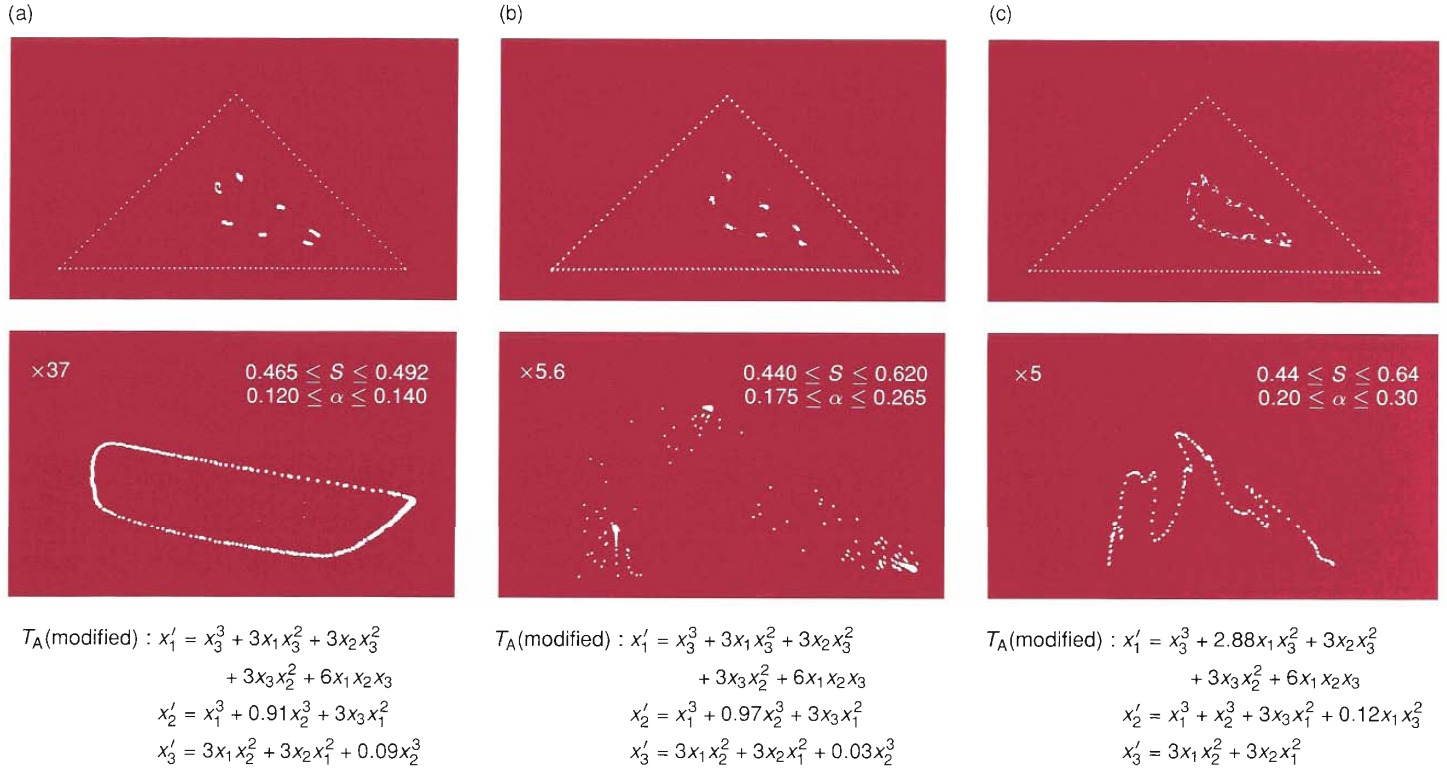 (a)
(b)
(c)
×37
0.465 ≤ S ≤ 0.492
0.120 ≤ α ≤ 0.140
×5.6
0.440 ≤ S ≤ 0.620
0.175 ≤ α ≤ 0.265
×5
0.44 ≤ S ≤ 0.64
0.20 ≤ α ≤ 0.30
T_A(modified) : x₁′ = x₃³ + 3x₁x₃² + 3x₂x₃²
+ 3x₃x₂² + 6x₁x₂x₃
x₂′ = x₁³ + 0.91x₂³ + 3x₃x₁²
x₃′ = 3x₁x₂² + 3x₂x₁² + 0.09x₂³
T_A(modified) : x₁′ = x₃³ + 3x₁x₃² + 3x₂x₃²
+ 3x₃x₂² + 6x₁x₂x₃
x₂′ = x₁³ + 0.97x₂³ + 3x₃x₁²
x₃′ = 3x₁x₂² + 3x₂x₁² + 0.03x₂³
T_A(modified) : x₁′ = x₃³ + 2.88x₁x₃² + 3x₂x₃²
+ 3x₃x₂² + 6x₁x₂x₃
x₂′ = x₁³ + x₂³ + 3x₃x₁² + 0.12x₁x₃²
x₃′ = 3x₁x₂² + 3x₂x₁²